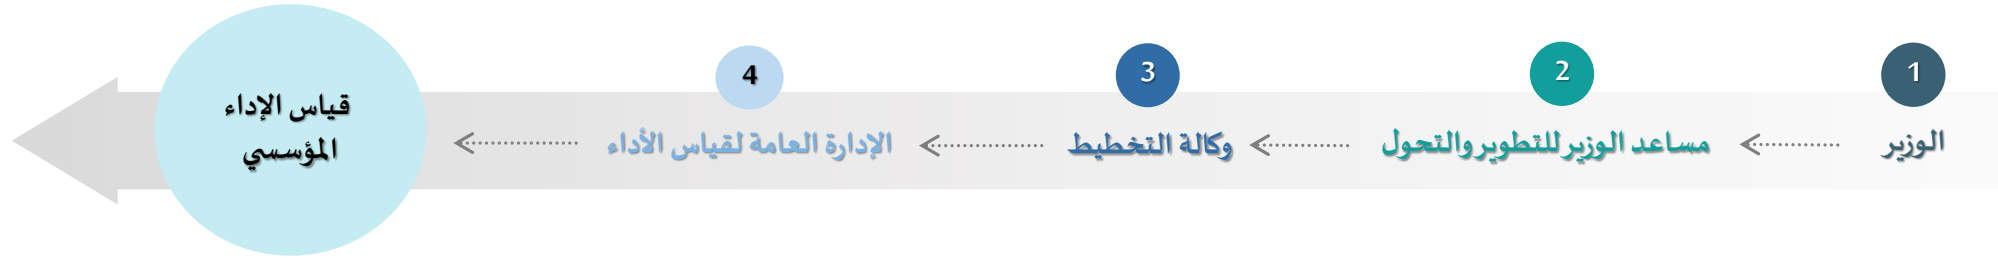 1
الوزير
2
مساعد الوزير للتطوير والتحول
3
وكالة التخطيط
4
الإدارة العامة لقياس الأداء
قياس الإداء
المؤسسي